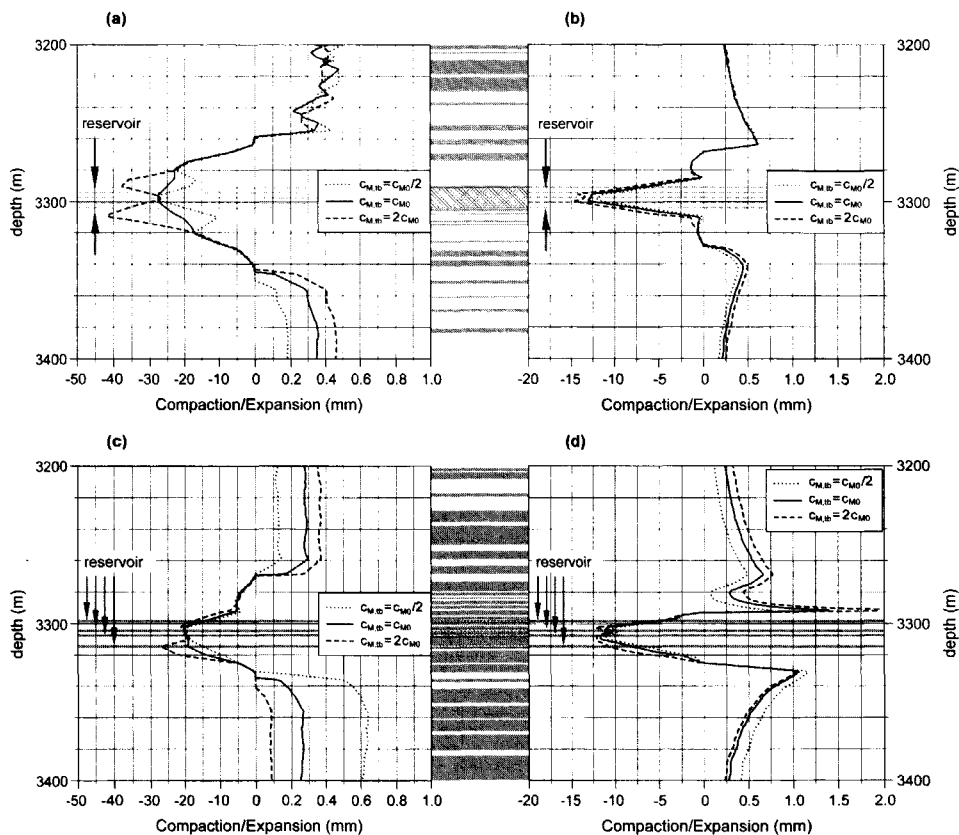 (a)
(b)
3200
3300
3400
depth (m)
reservoir
c_M,tb = c_M0/2
c_M,tb = c_M0
c_M,tb = 2c_M0
-50 -40 -30 -20 -10 0 0.2 0.4 0.6 0.8 1.0
Compaction/Expansion (mm)
reservoir
c_M,tb = c_M0/2
c_M,tb = c_M0
c_M,tb = 2c_M0
3200
3300
3400
depth (m)
-20 -15 -10 -5 0 0.5 1.0 1.5 2.0
Compaction/Expansion (mm)
(c)
(d)
3200
3300
3400
depth (m)
reservoir
c_M,tb = c_M0/2
c_M,tb = c_M0
c_M,tb = 2c_M0
-50 -40 -30 -20 -10 0 0.2 0.4 0.6 0.8 1.0
Compaction/Expansion (mm)
c_M,tb = c_M0/2
c_M,tb = c_M0
c_M,tb = 2c_M0
reservoir
3200
3300
3400
depth (m)
-20 -15 -10 -5 0 0.5 1.0 1.5 2.0
Compaction/Expansion (mm)